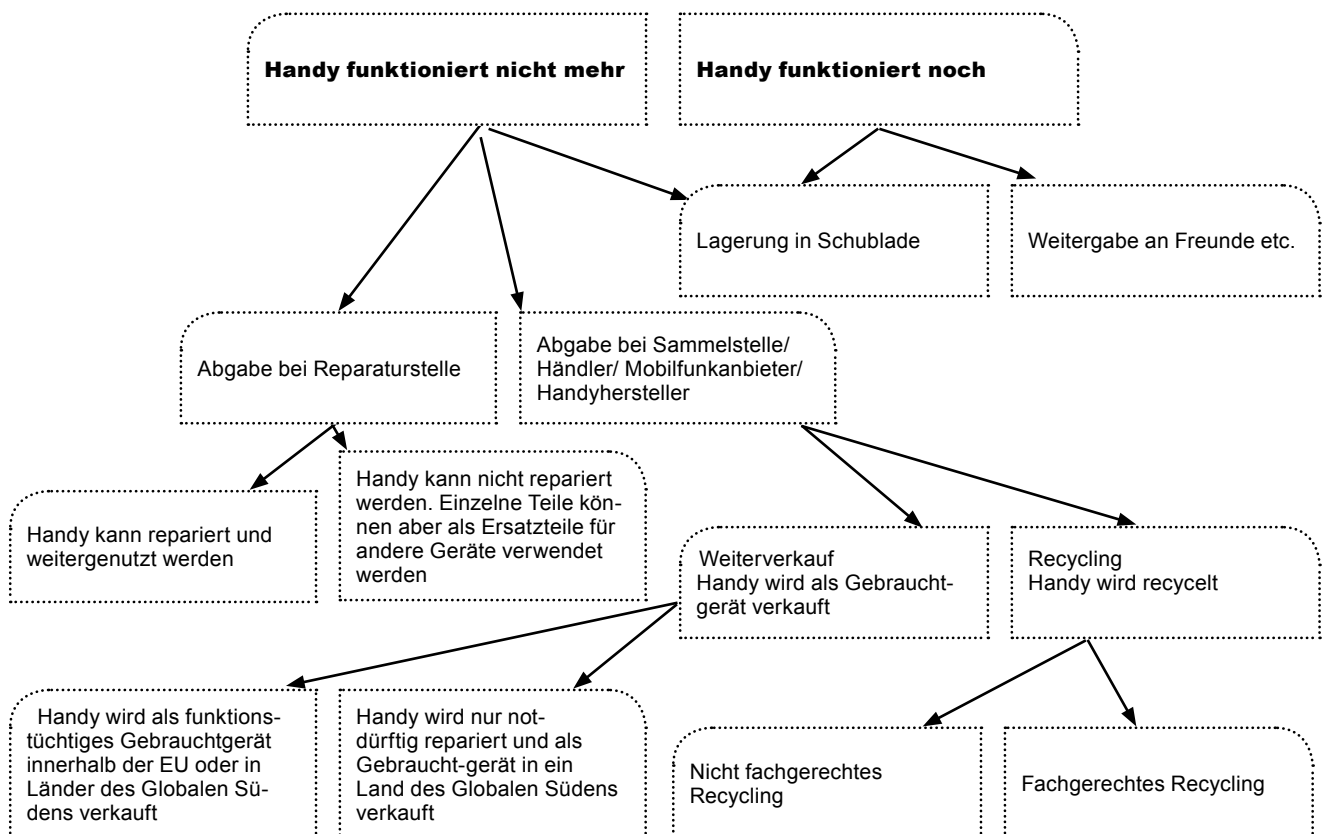 Handy funktioniert nicht mehr
Handy funktioniert noch
Lagerung in Schublade
Weitergabe an Freunde etc.
Abgabe bei Reparaturstelle
Abgabe bei Sammelstelle/
Händler/ Mobilfunkanbieter/
Handyhersteller
Handy kann repariert und
weitergenutzt werden
Handy kann nicht repariert
werden. Einzelne Teile kön-
nen aber als Ersatzteile für
andere Geräte verwendet
werden
Weiterverkauf
Handy wird als Gebraucht-
gerät verkauft
Recycling
Handy wird recycelt
Handy wird als funktions-
tüchtiges Gebrauchtgerät
innerhalb der EU oder in
Länder des Globalen Sü-
dens verkauft
Handy wird nur not-
dürftig repariert und als
Gebraucht-gerät in ein
Land des Globalen Südens
verkauft
Nicht fachgerechtes
Recycling
Fachgerechtes Recycling